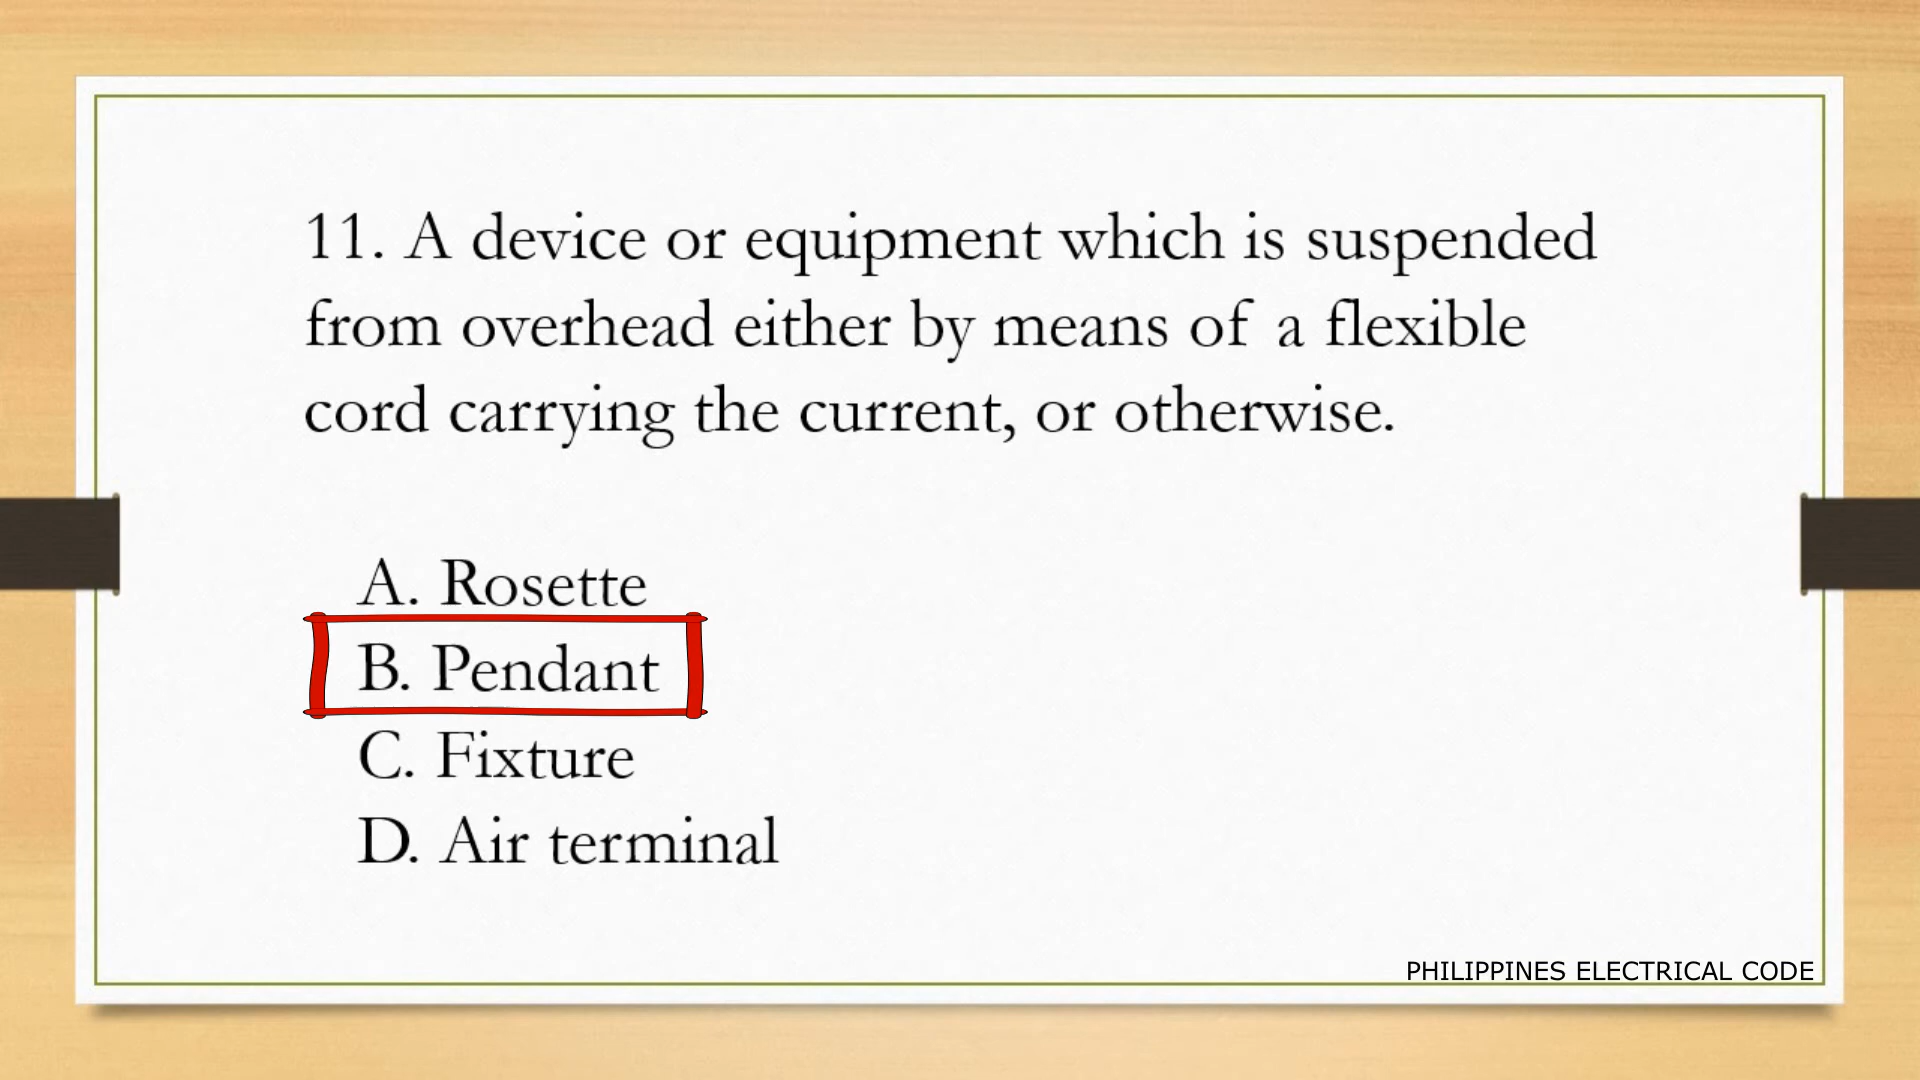 11. A device or equipment which is suspended
from overhead either by means of a flexible
cord carrying the current, or otherwise.
A. Rosette
B. Pendant
C. Fixture
D. Air terminal
PHILIPPINES ELECTRICAL CODE